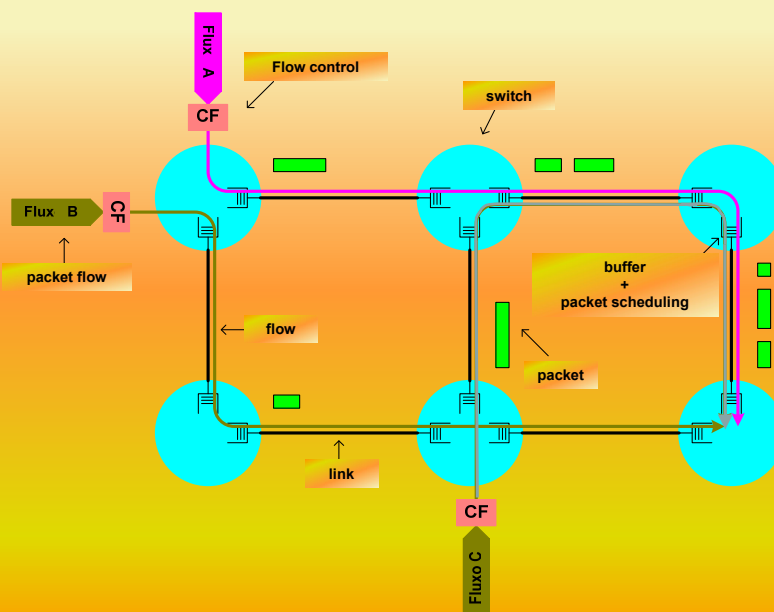 Flux A
Flow control
CF
switch
Flux B
CF
packet flow
buffer
+
packet scheduling
flow
packet
link
CF
Fluxo C